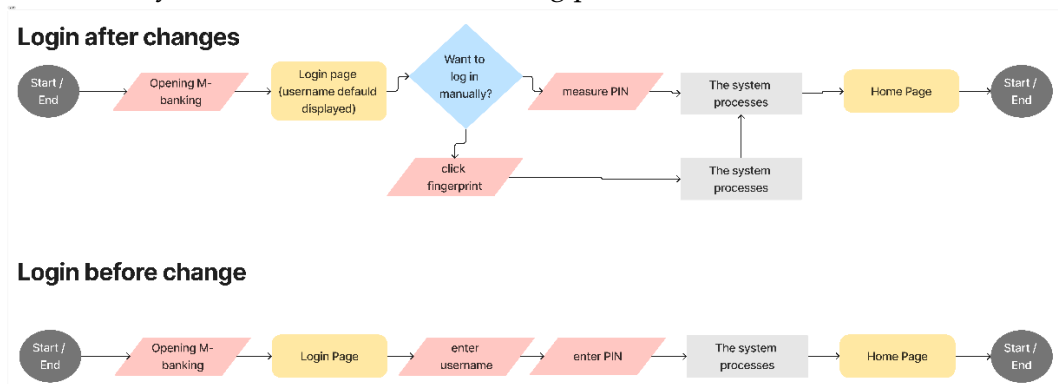 Login after changes
Start /
End
Opening M-
banking
Login page
(username defauld
displayed)
Want to
log in
manually?
measure PIN
The system
processes
Home Page
Start /
End
click
fingerprint
The system
processes
Login before change
Start /
End
Opening M-
banking
Login Page
enter
username
enter PIN
The system
processes
Home Page
Start /
End